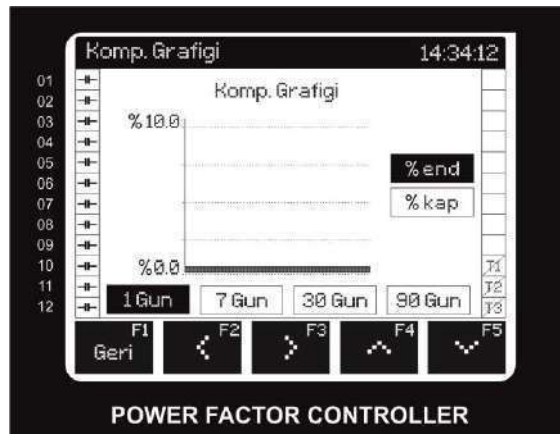 Komp. Grafigi 14:34:12
Komp. Grafigi
01
02
03
04
05
06
07
08
09
10
11
12
%10.0
%0.0
%end
%kap
T1
T2
T3
1 Gun 7 Gun 30 Gun 90 Gun
F1 F2 F3 F4 F5
Geri
POWER FACTOR CONTROLLER